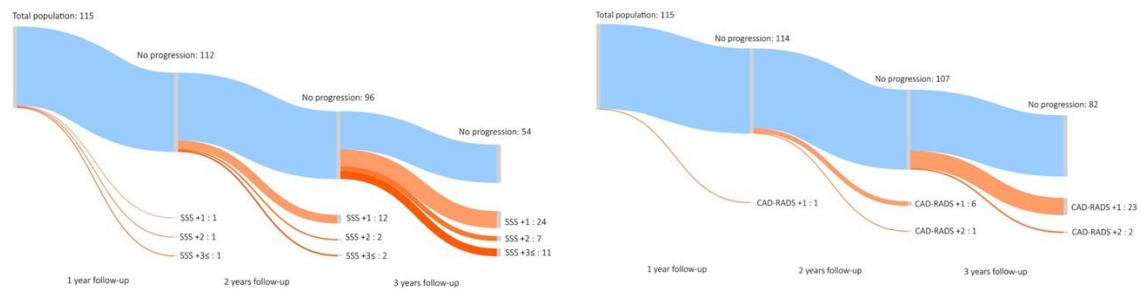 Total population: 115
No progression: 112
No progression: 96
No progression: 54
SSS +1 : 1
SSS +2 : 1
SSS +3≤ : 1
SSS +1 : 12
SSS +2 : 2
SSS +3≤ : 2
SSS +1 : 24
SSS +2 : 7
SSS +3≤ : 11
1 year follow-up
2 years follow-up
3 years follow-up
Total population: 115
No progression: 114
No progression: 107
No progression: 82
CAD-RADS +1 : 1
CAD-RADS +1 : 6
CAD-RADS +2 : 1
CAD-RADS +1 : 23
CAD-RADS +2 : 2
1 year follow-up
2 years follow-up
3 years follow-up